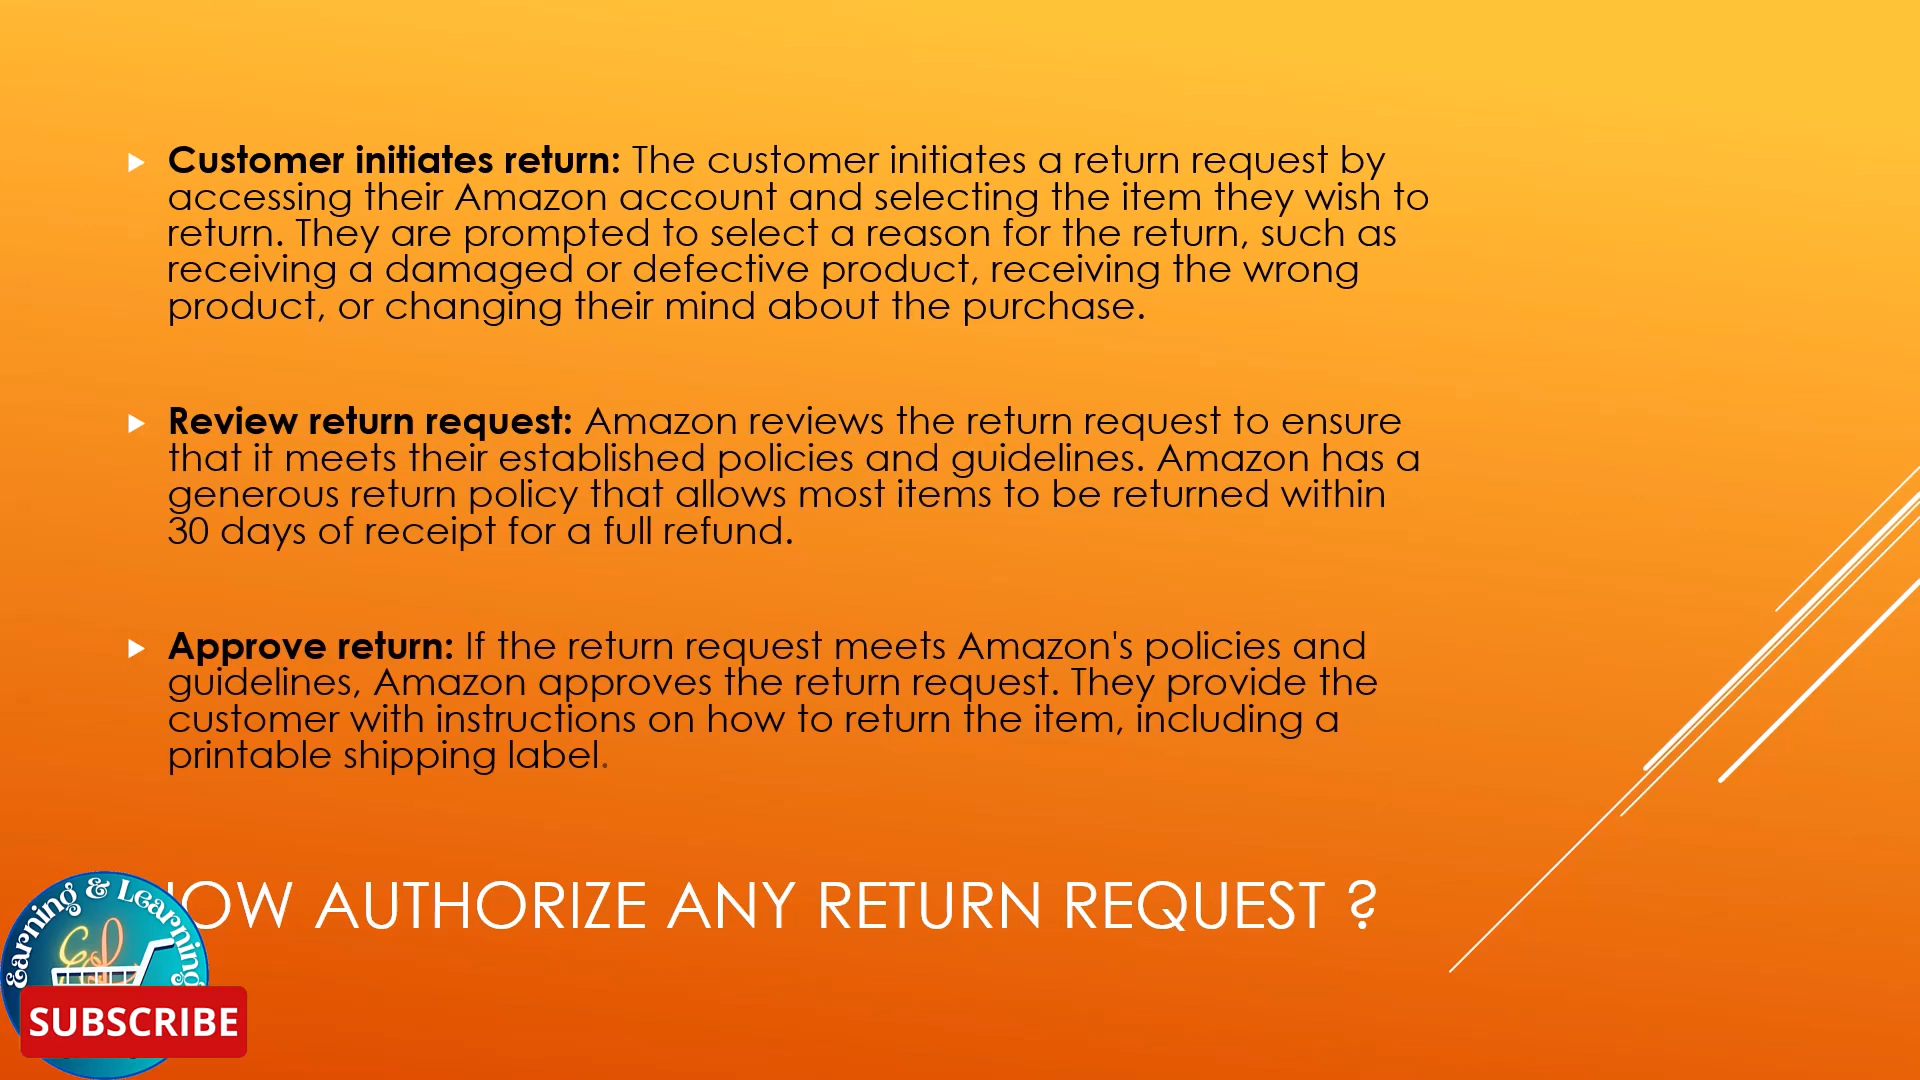 Customer initiates return: The customer initiates a return request by
accessing their Amazon account and selecting the item they wish to
return. They are prompted to select a reason for the return, such as
receiving a damaged or defective product, receiving the wrong
product, or changing their mind about the purchase.
Review return request: Amazon reviews the return request to ensure
that it meets their established policies and guidelines. Amazon has a
generous return policy that allows most items to be returned within
30 days of receipt for a full refund.
Approve return: If the return request meets Amazon's policies and
guidelines, Amazon approves the return request. They provide the
customer with instructions on how to return the item, including a
printable shipping label.
OW AUTHORIZE ANY RETURN REQUEST ?
Earning & Learning
SUBSCRIBE